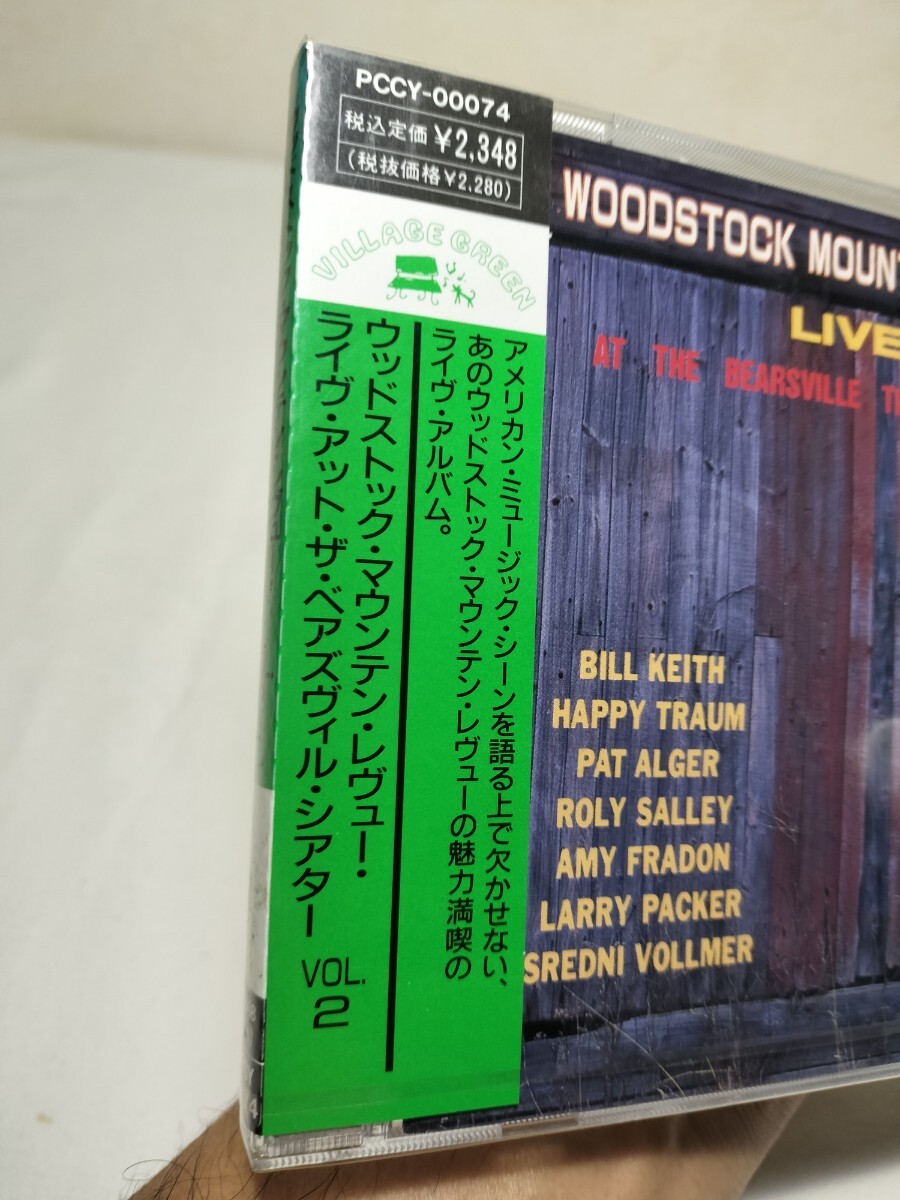 PCCY-00074
税込定価 ¥2,348
(税抜価格¥2,280)
VILLAGE GREEN
アメリカン・ミュージック・シーンを語る上で欠かせない、
あのウッドストック・マウンテン・レヴューの魅力満喫の
ライヴ・アルバム。
ウッドストック・マウンテン・レヴュー・
ライヴ・アット・ザ・ベアズヴィル・シアター VOL. 2
WOODSTOCK MOUNT
LIVE
AT THE BEARSVILLE
BILL KEITH
HAPPY TRAUM
PAT ALGER
ROLY SALLEY
AMY FRADON
LARRY PACKER
SREDNI VOLLMER